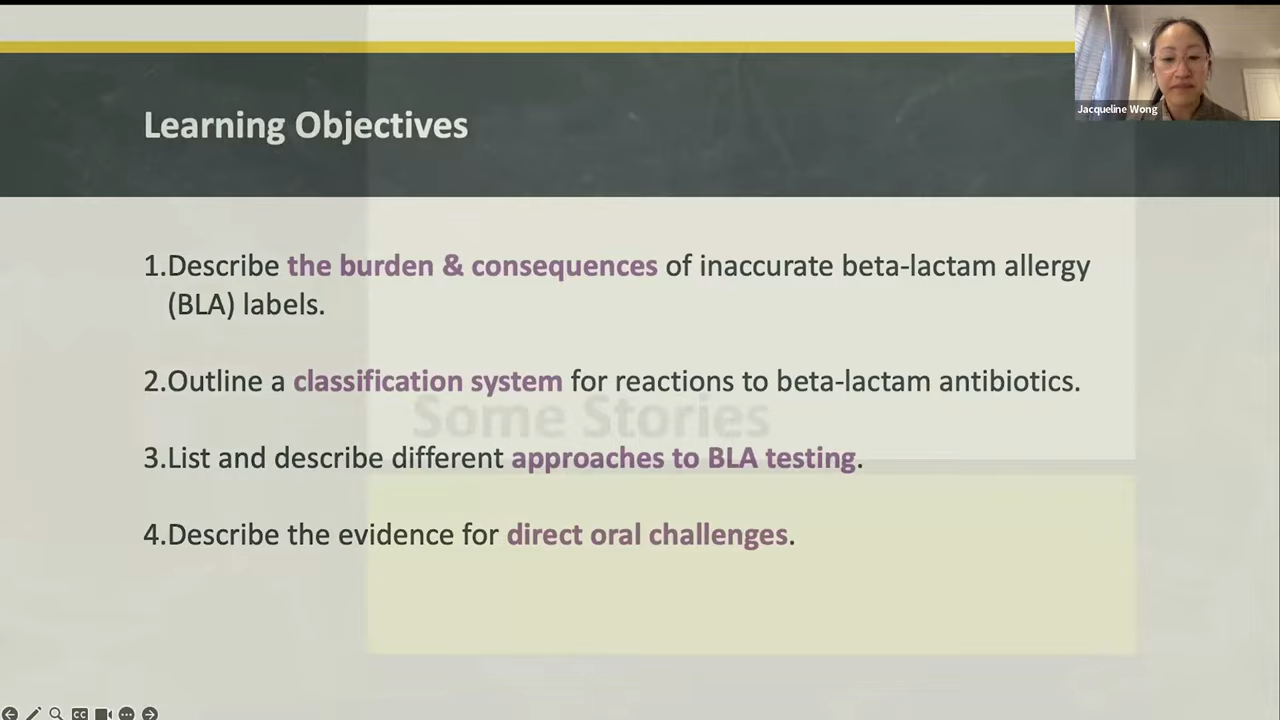 Jacqueline Wong
Learning Objectives
1.Describe the burden & consequences of inaccurate beta-lactam allergy
(BLA) labels.
2.Outline a classification system for reactions to beta-lactam antibiotics.
Some Stories
3.List and describe different approaches to BLA testing.
4.Describe the evidence for direct oral challenges.
CC